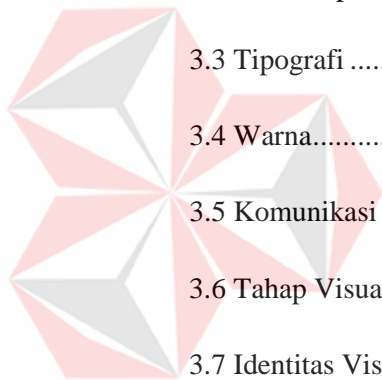 3.3 Tipografi .....
3.4 Warna..........
3.5 Komunikasi
3.6 Tahap Visua
3.7 Identitas Vis